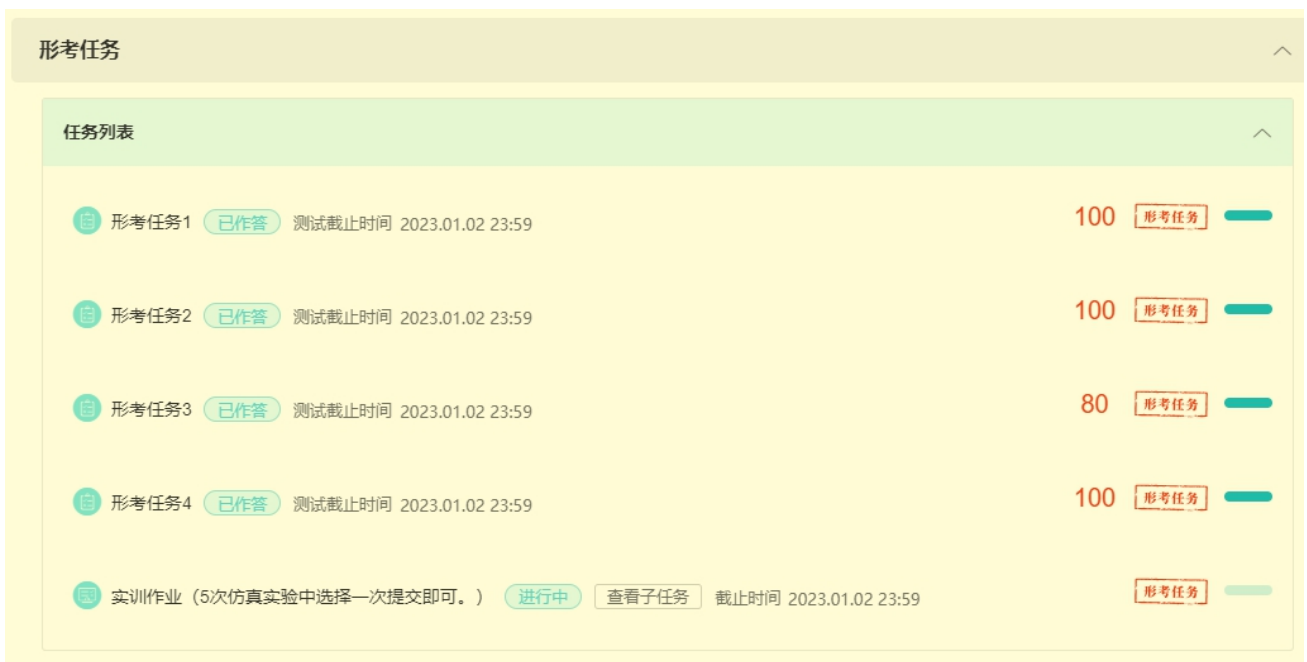 形考任务
任务列表
形考任务1 已作答 测试截止时间 2023.01.02 23:59 100 形考任务
形考任务2 已作答 测试截止时间 2023.01.02 23:59 100 形考任务
形考任务3 已作答 测试截止时间 2023.01.02 23:59 80 形考任务
形考任务4 已作答 测试截止时间 2023.01.02 23:59 100 形考任务
实训作业（5次仿真实验中选择一次提交即可。） 进行中 查看子任务 截止时间 2023.01.02 23:59 形考任务